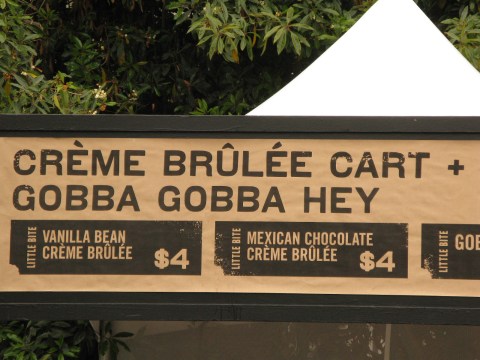 CRÈME BRÛLÉE CART +
GOBBA GOBBA HEY
LITTLE BITE
VANILLA BEAN
CRÈME BRÛLÉE
$4
LITTLE BITE
MEXICAN CHOCOLATE
CRÈME BRÛLÉE
$4
LITTLE BITE